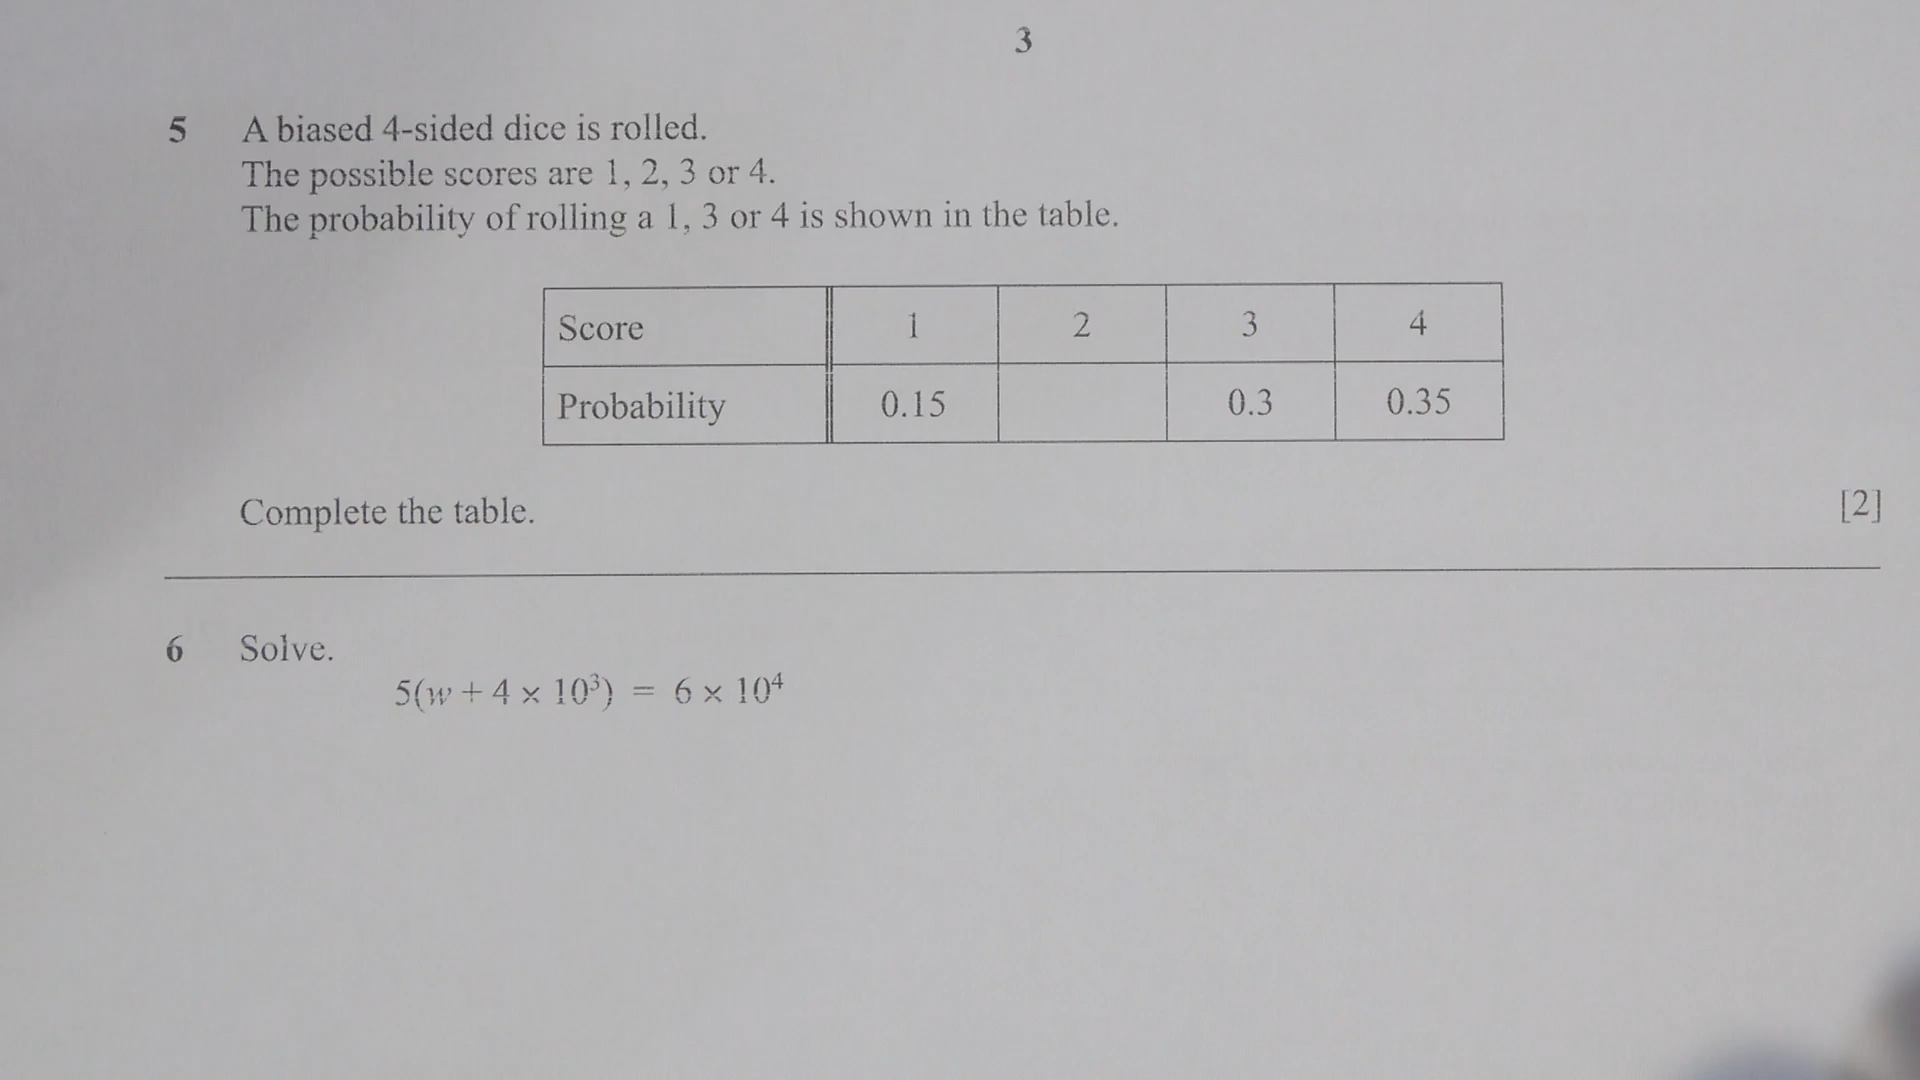 3
5 A biased 4-sided dice is rolled.
The possible scores are 1, 2, 3 or 4.
The probability of rolling a 1, 3 or 4 is shown in the table.
Score 1 2 3 4
Probability 0.15 0.3 0.35
Complete the table. [2]
6 Solve.
5(w + 4 × 10³) = 6 × 10⁴